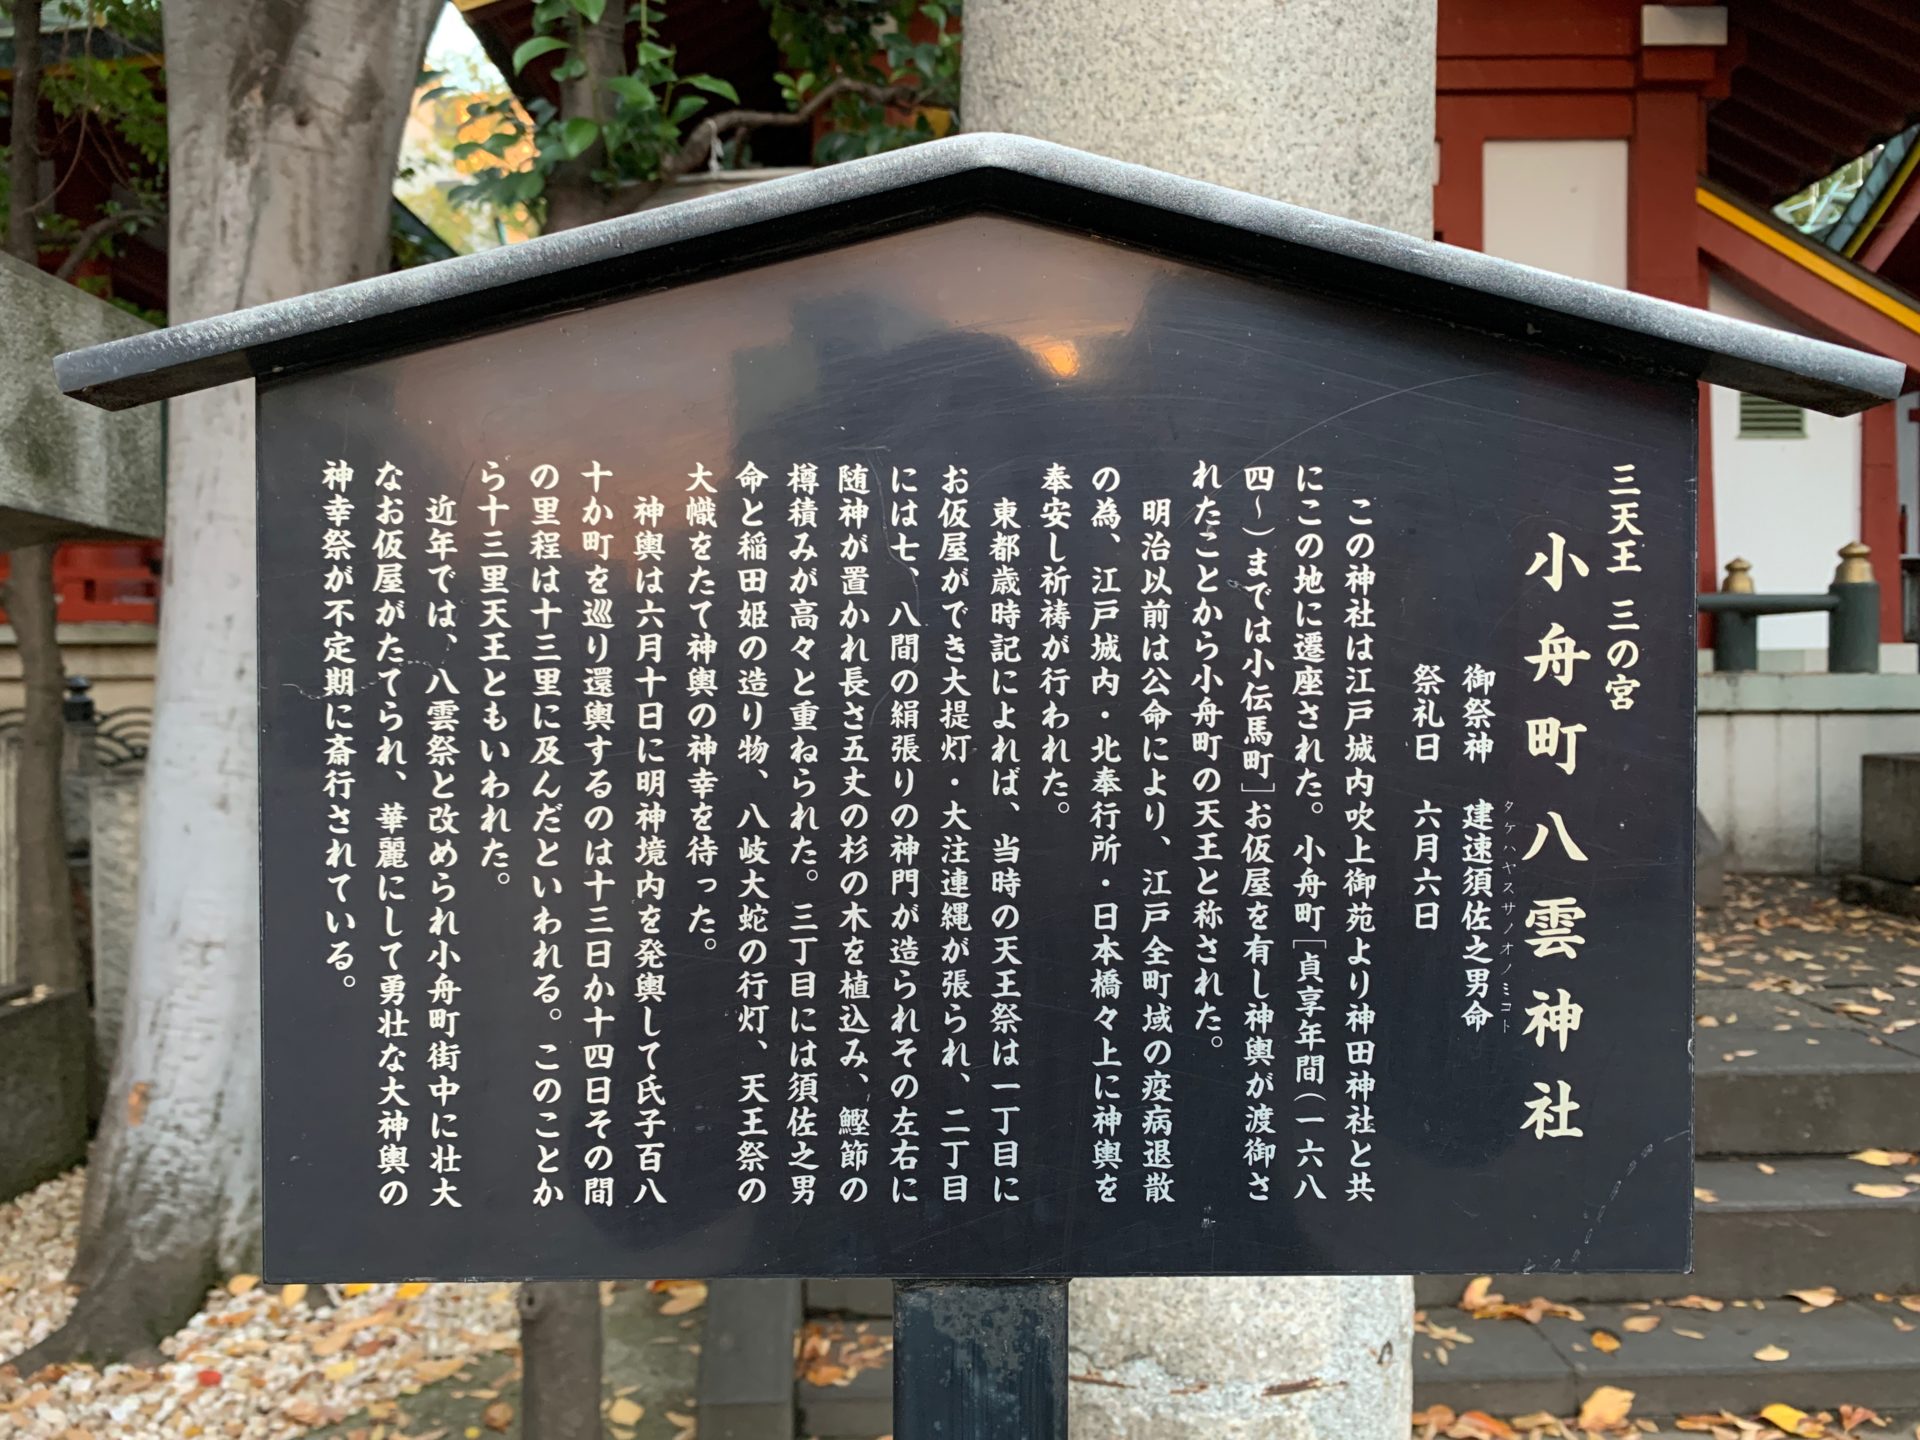 三天王 三の宮
小舟町八雲神社
御祭神 建速須佐之男命
タケハヤスサノオノミコト
祭礼日 六月六日
この神社は江戸城内吹上御苑より神田神社と共
にこの地に遷座された。小舟町[貞享年間(一六八
四~)までは小伝馬町]お仮屋を有し神輿が渡御さ
れたことから小舟町の天王と称された。
明治以前は公命により、江戸全町域の疫病退散
の為、江戸城内・北奉行所・日本橋々上に神輿を
奉安し祈祷が行われた。
東都歳時記によれば、当時の天王祭は一丁目に
お仮屋ができ大提灯・大注連縄が張られ、二丁目
には七、八間の絹張りの神門が造られその左右に
随神が置かれ長さ五丈の杉の木を植込み、鰹節の
樽積みが高々と重ねられた。三丁目には須佐之男
命と稲田姫の造り物、八岐大蛇の行灯、天王祭の
大幟をたて神輿の神幸を待った。
神輿は六月十日に明神境内を発輿して氏子百八
十か町を巡り還輿するのは十三日か十四日その間
の里程は十三里に及んだといわれる。このことか
ら十三里天王ともいわれた。
近年では、八雲祭と改められ小舟町街中に壮大
なお仮屋がたてられ、華麗にして勇壮な大神輿の
神幸祭が不定期に斎行されている。